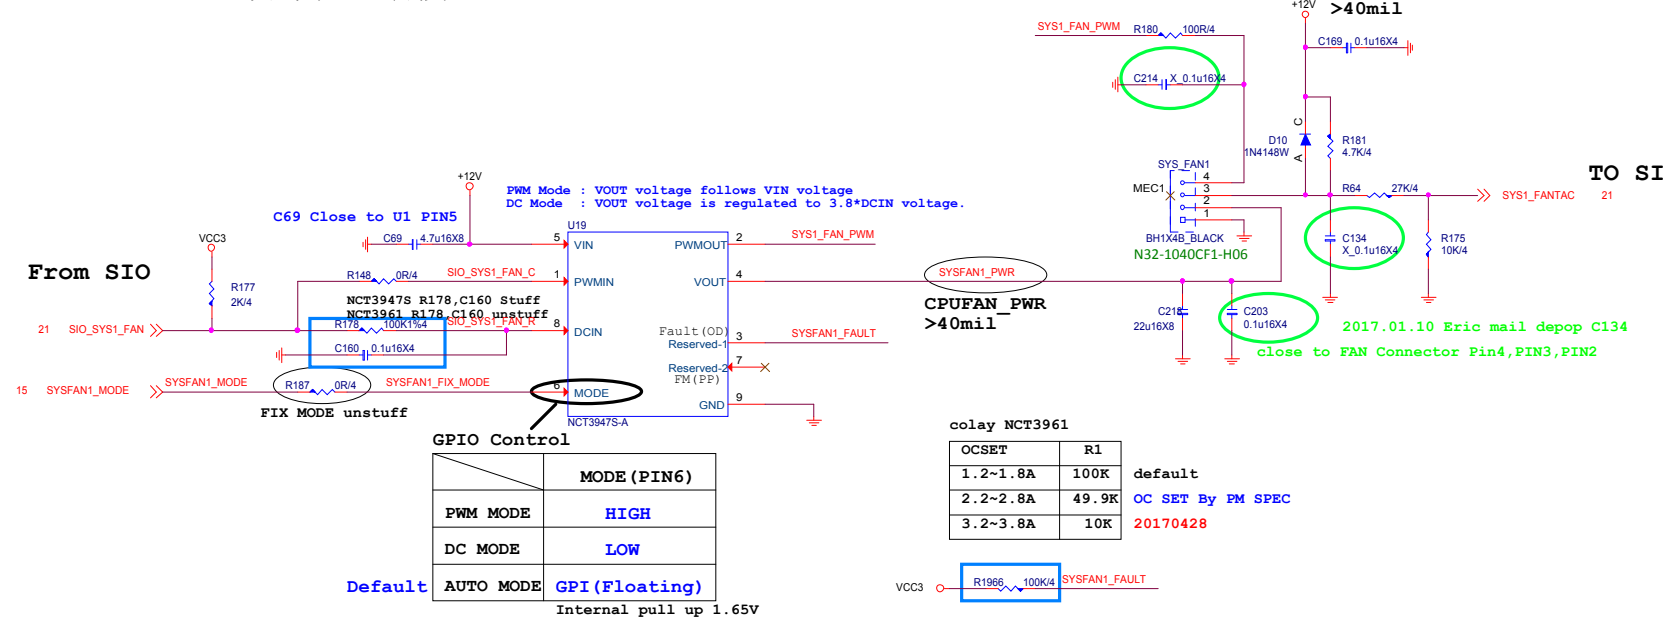 +12V
>40mil
SYS1_FAN_PWM
R180
100R/4
C169
0.1u16X4
C214
X_0.1u16X4
D10
1N4148W
C
A
R181
4.7K/4
SYS_FAN1
MEC1
4
3
2
1
BH1X4B_BLACK
N32-1040CF1-H06
R64
27K/4
SYS1_FANTAC
21
TO SI
C134
X_0.1u16X4
R175
10K/4
+12V
PWM Mode : VOUT voltage follows VIN voltage
DC Mode : VOUT voltage is regulated to 3.8*DCIN voltage.
C69 Close to U1 PIN5
U19
VCC3
C69
4.7u16X8
5
VIN
PWMOUT
2
SYS1_FAN_PWM
From SIO
R177
2K/4
R148
0R/4
SIO_SYS1_FAN_C
1
PWMIN
VOUT
4
SYSFAN1_PWR
CPUFAN_PWR
>40mil
NCT3947S R178,C160 Stuff
NCT3961 R178,C160 unstuff
21
SIO_SYS1_FAN
R178
100K1%4
SIO_SYS1_FAN_R
8
DCIN
Fault(OD)
Reserved-1
3
SYSFAN1_FAULT
C160
0.1u16X4
Reserved-2
FM(PP)
7
15
SYSFAN1_MODE
SYSFAN1_MODE
R187
0R/4
SYSFAN1_FIX_MODE
6
MODE
GND
9
FIX MODE unstuff
NCT3947S-A
C218
22u16X8
C203
0.1u16X4
2017.01.10 Eric mail depop C134
close to FAN Connector Pin4,PIN3,PIN2
GPIO Control
MODE(PIN6)
PWM MODE
HIGH
DC MODE
LOW
Default
AUTO MODE
GPI(Floating)
Internal pull up 1.65V
colay NCT3961
OCSET
R1
1.2~1.8A
100K
default
2.2~2.8A
49.9K
OC SET By PM SPEC
3.2~3.8A
10K
20170428
VCC3
R1966
100K/4
SYSFAN1_FAULT